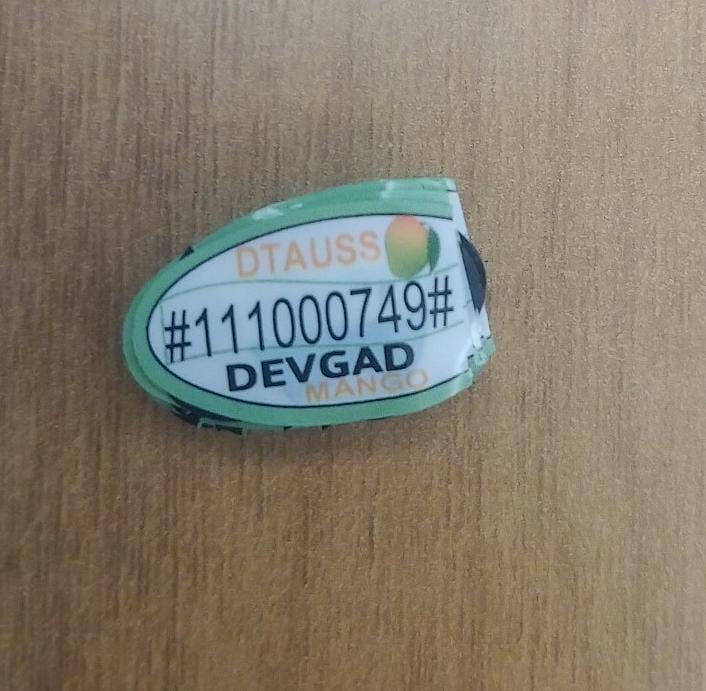 DTAUSS
#111000749#
DEVGAD
MANGO